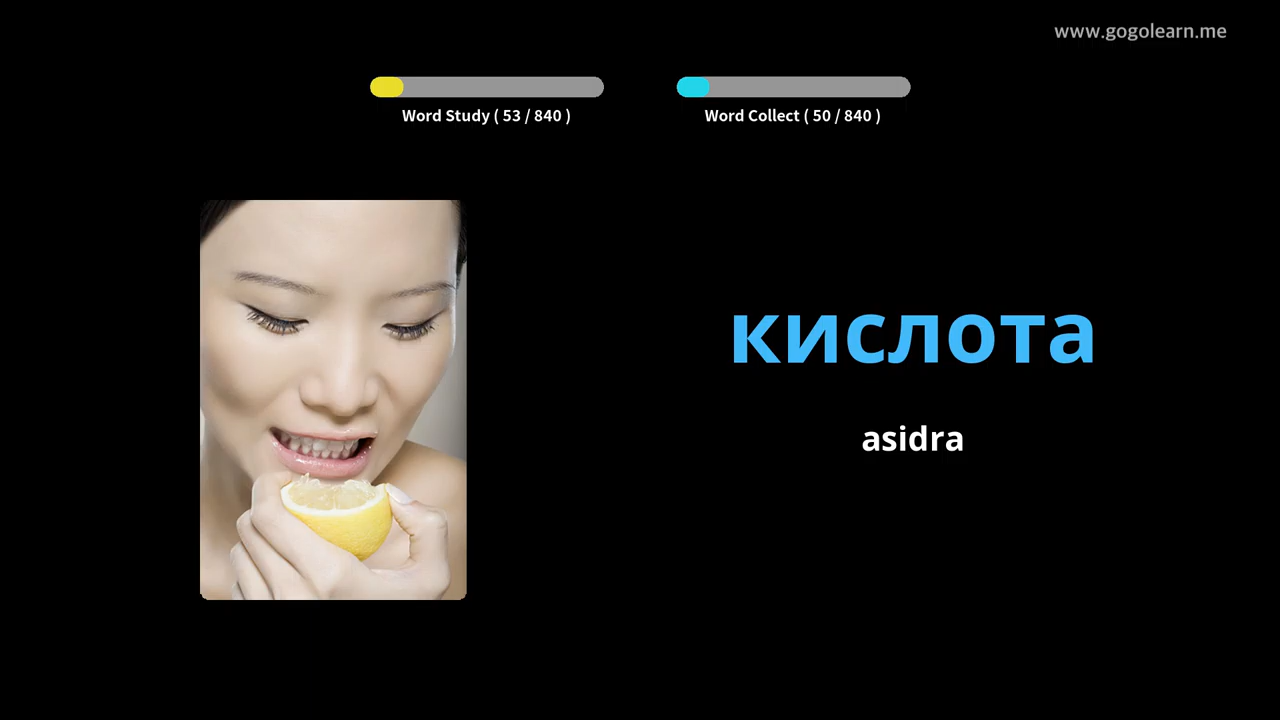 www.gogolearn.me
Word Study ( 53 / 840 )
Word Collect ( 50 / 840 )
кислота
asidra